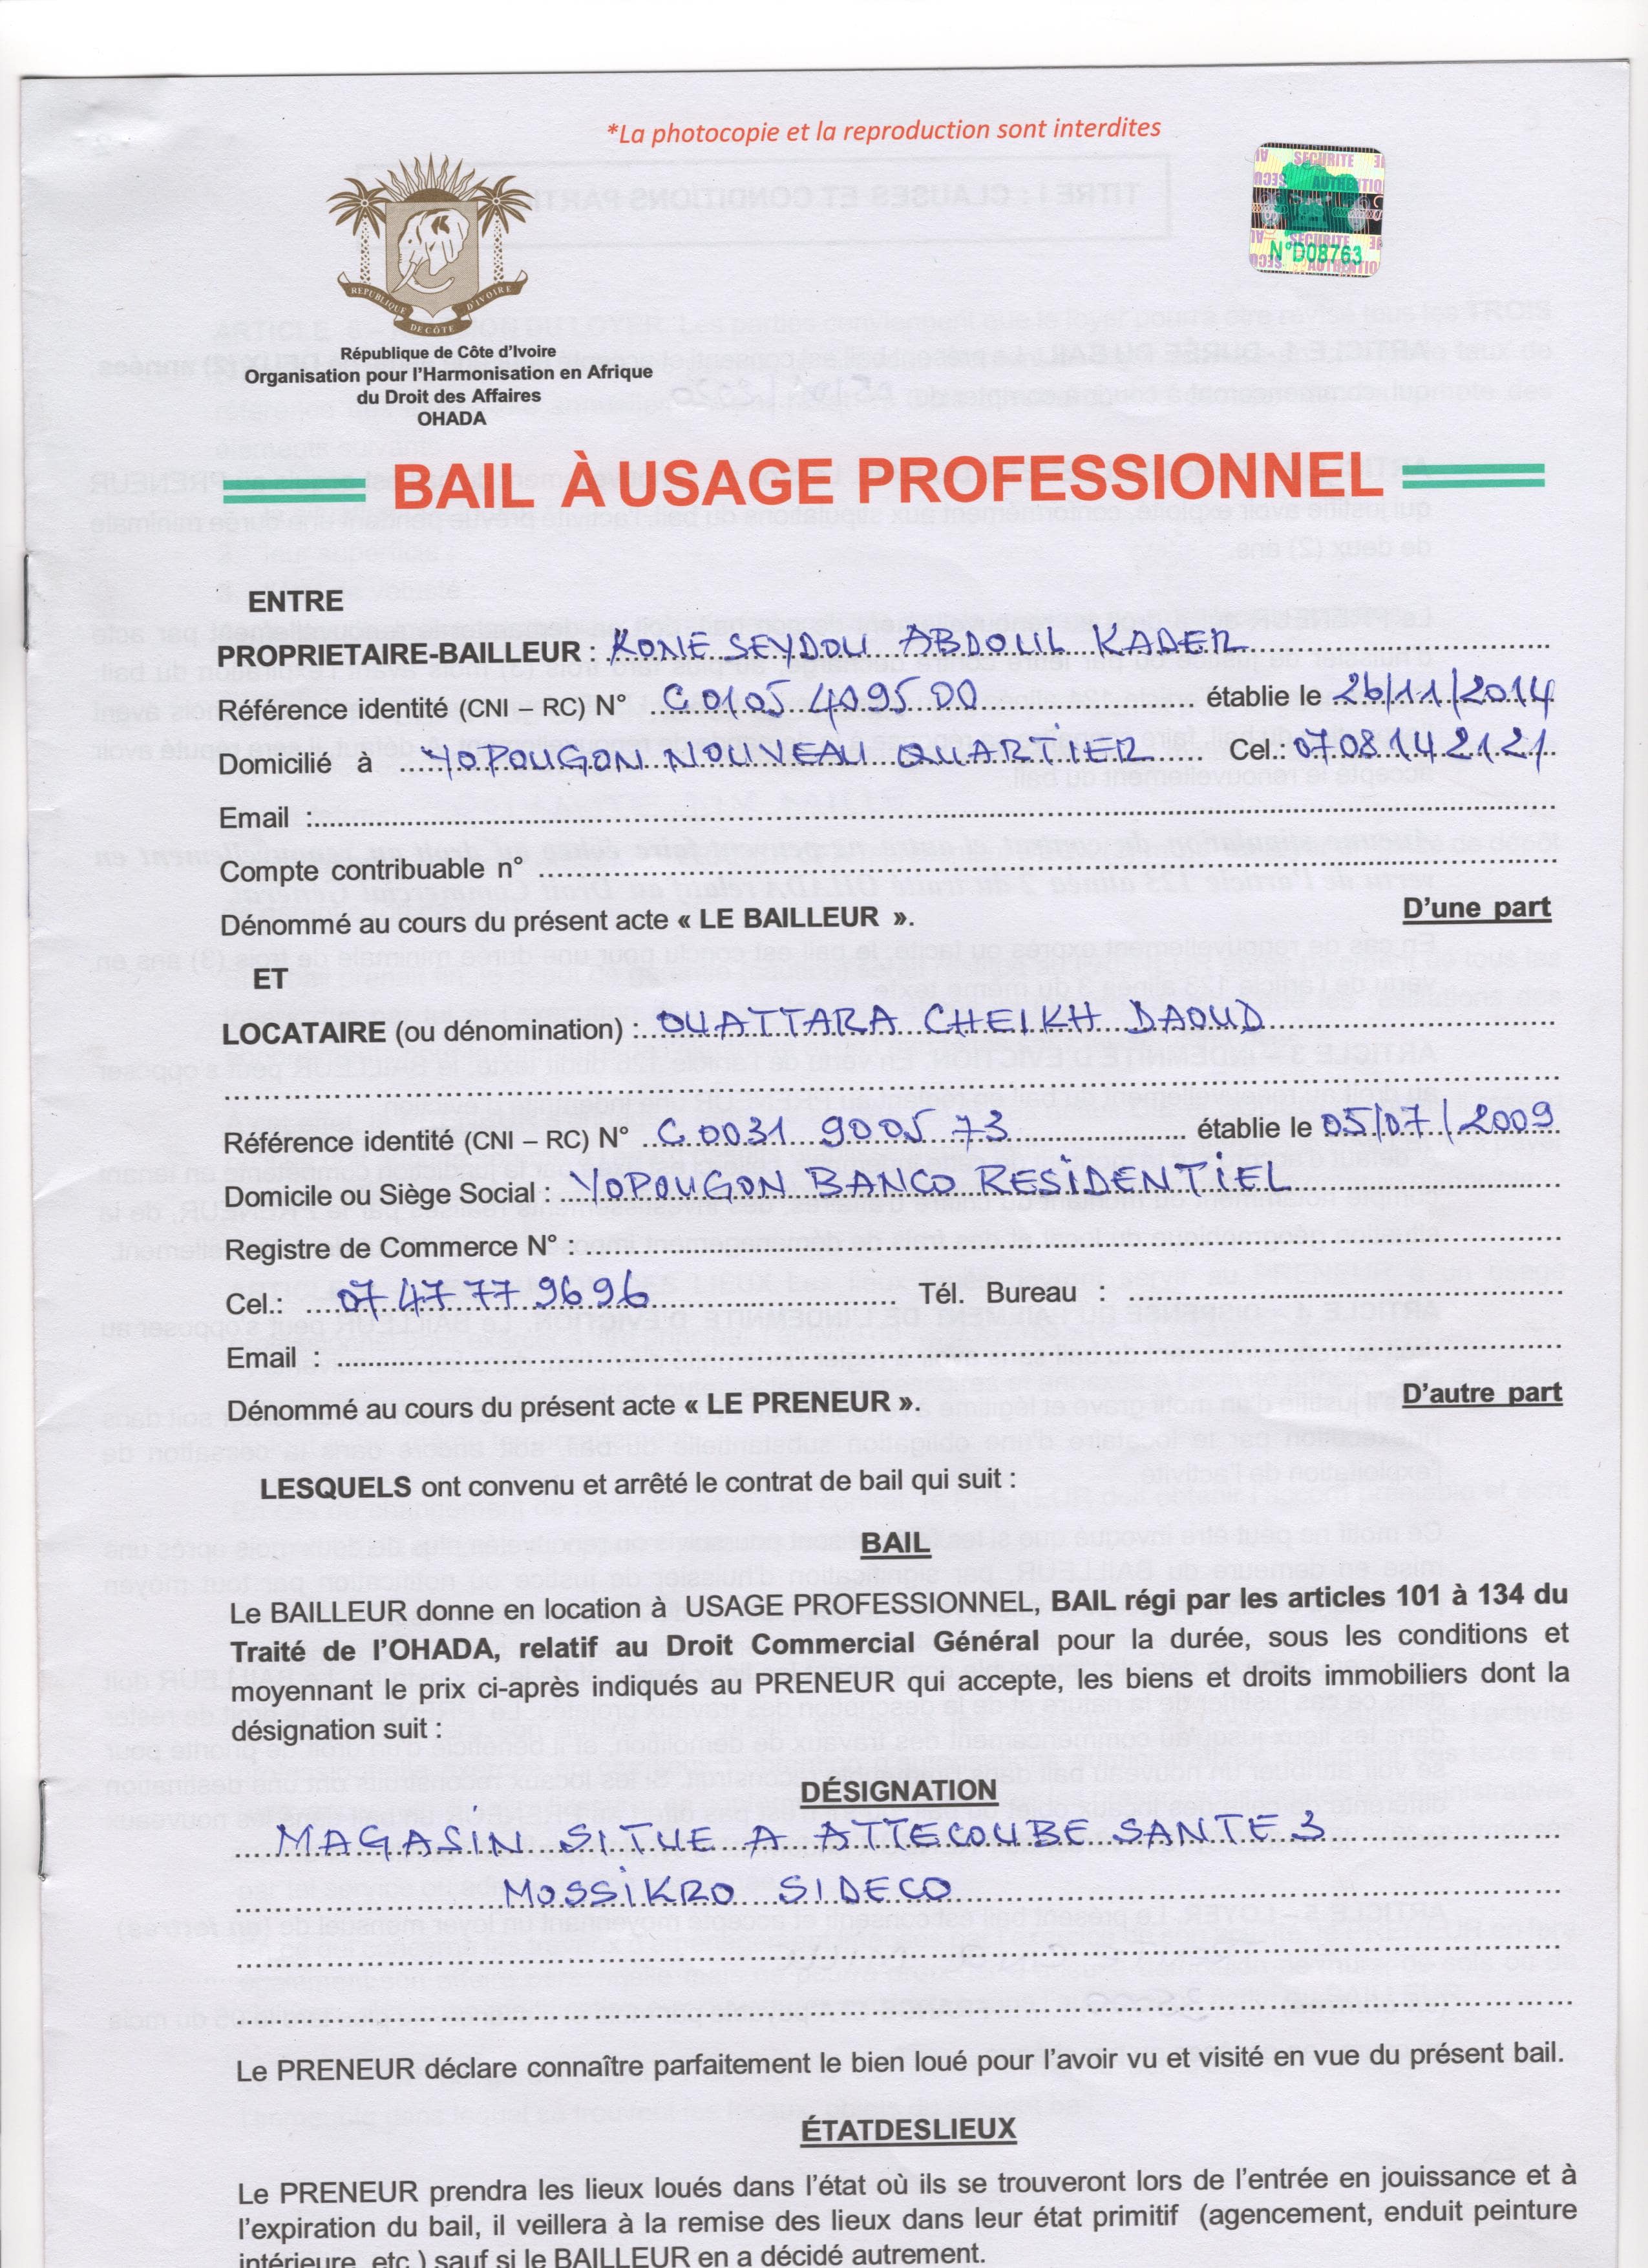 *La photocopie et la reproduction sont interdites
SECURITE
AUTHENTIQ
SECURITE
N°D08763
REPUBLIQUE DE CÔTE D'IVOIRE
République de Côte d'Ivoire
Organisation pour l'Harmonisation en Afrique
du Droit des Affaires
OHADA
BAIL À USAGE PROFESSIONNEL
ENTRE
PROPRIETAIRE-BAILLEUR : KONE SEYDOU ABDOUL KADER
Référence identité (CNI – RC) N° C 0105 4095 00 établie le 26/11/2014
Domicilié à YOPOUGON NOUVEAU QUARTIER Cel.: 07 08 14 21 21
Email :
Compte contribuable n°
Dénommé au cours du présent acte « LE BAILLEUR ». D'une part
ET
LOCATAIRE (ou dénomination) : OUATTARA CHEIKH DAOUD
Référence identité (CNI – RC) N° C 0031 9005 73 établie le 05/07/2009
Domicile ou Siège Social : YOPOUGON BANCO RESIDENTIEL
Registre de Commerce N° :
Cel.: 07 47 77 96 96 Tél. Bureau :
Email :
Dénommé au cours du présent acte « LE PRENEUR ». D'autre part
LESQUELS ont convenu et arrêté le contrat de bail qui suit :
BAIL
Le BAILLEUR donne en location à USAGE PROFESSIONNEL, BAIL régi par les articles 101 à 134 du
Traité de l'OHADA, relatif au Droit Commercial Général pour la durée, sous les conditions et
moyennant le prix ci-après indiqués au PRENEUR qui accepte, les biens et droits immobiliers dont la
désignation suit :
DÉSIGNATION
MAGASIN SITUE A ATTECOUBE SANTE 3
MOSSIKRO SIDECO
Le PRENEUR déclare connaître parfaitement le bien loué pour l'avoir vu et visité en vue du présent bail.
ÉTATDESLIEUX
Le PRENEUR prendra les lieux loués dans l'état où ils se trouveront lors de l'entrée en jouissance et à
l'expiration du bail, il veillera à la remise des lieux dans leur état primitif (agencement, enduit peinture
intérieure, etc.) sauf si le BAILLEUR en a décidé autrement.